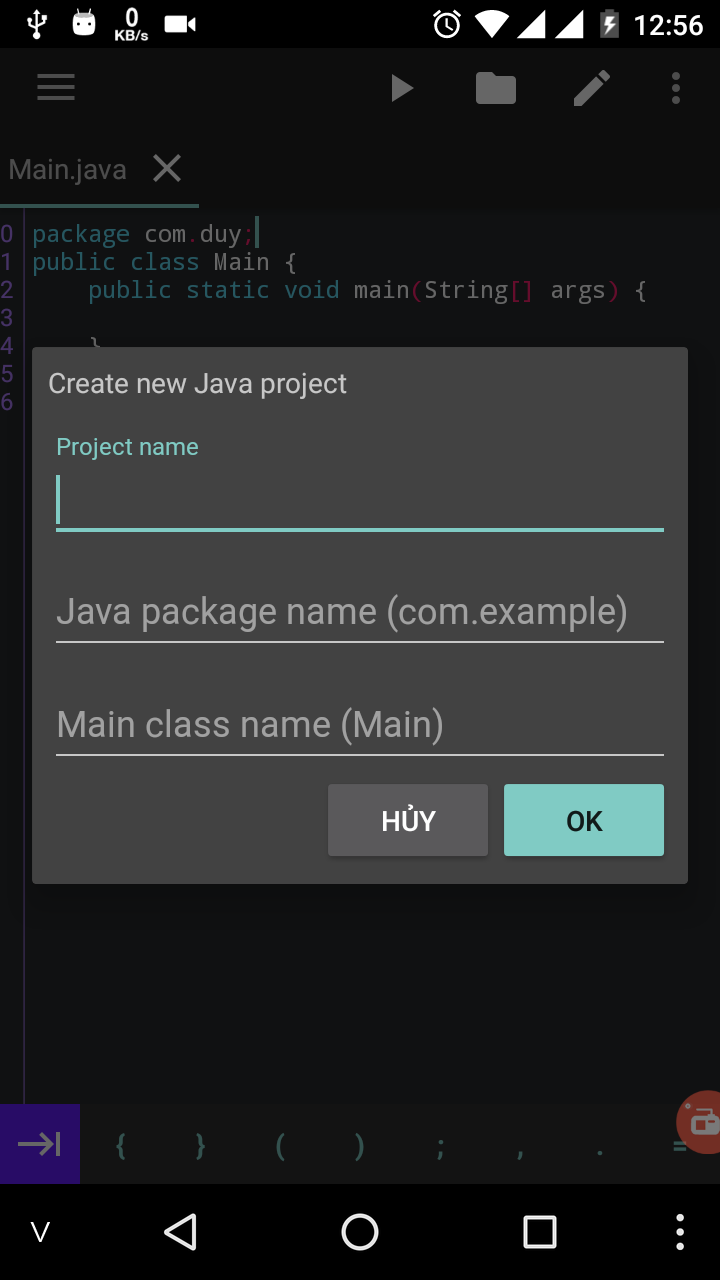 0 KB/s 12:56
Main.java
0 package com.duy;
1 public class Main {
2 public static void main(String[] args) {
3
4 }
5
6
Create new Java project
Project name
Java package name (com.example)
Main class name (Main)
HỦY OK
{ } ( ) ; , . =